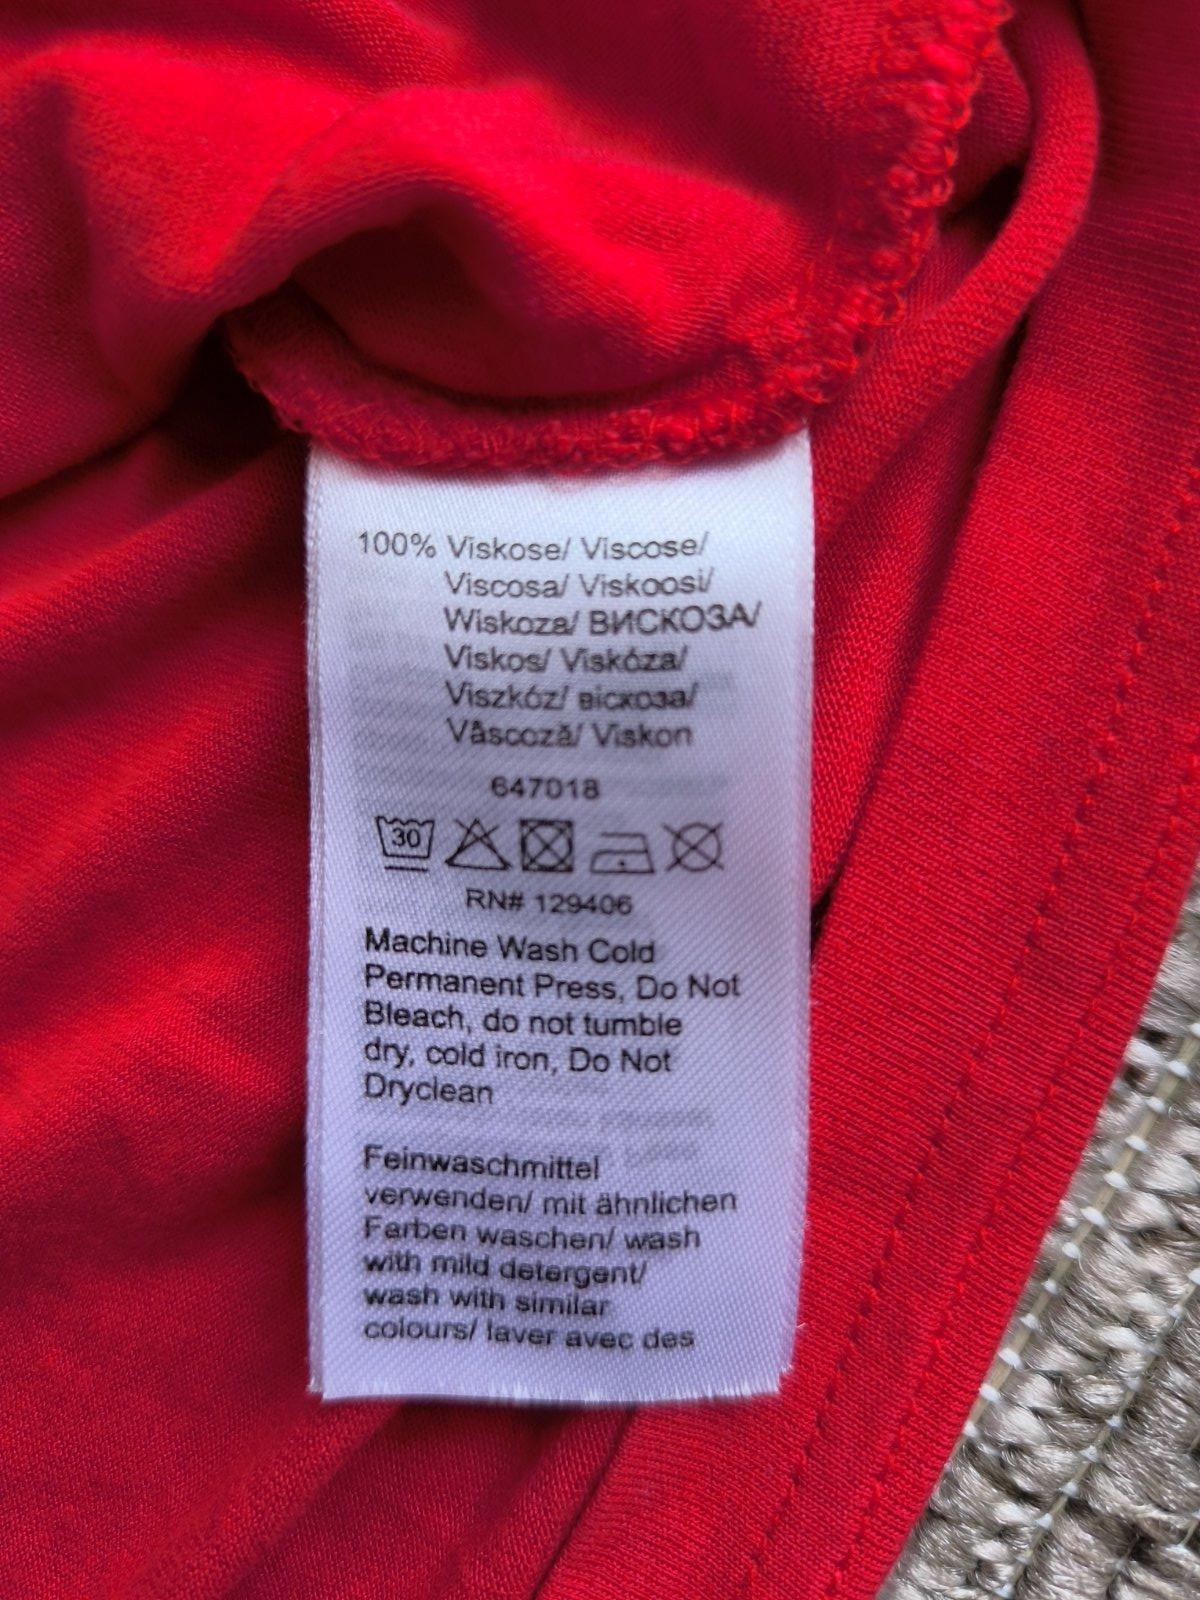 100% Viskose/ Viscose/
Viscosa/ Viskoosi/
Wiskoza/ ВИСКОЗА/
Viskos/ Viskóza/
Viszkóz/ віскоза/
Vâscoză/ Viskon
647018
30
RN# 129406
Machine Wash Cold
Permanent Press, Do Not
Bleach, do not tumble
dry, cold iron, Do Not
Dryclean
Feinwaschmittel
verwenden/ mit ähnlichen
Farben waschen/ wash
with mild detergent/
wash with similar
colours/ laver avec des